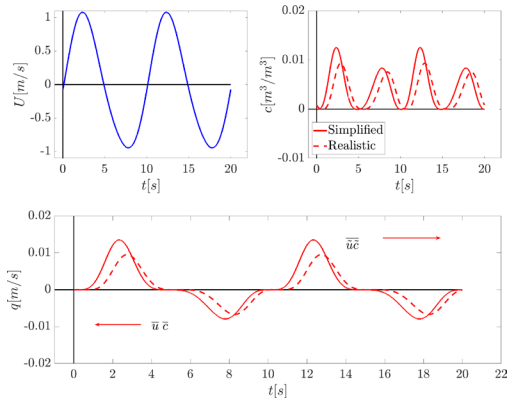 1
0.5
0
-0.5
-1
U[m/s]
0 5 10 15 20
t[s]
0.02
0.01
0
-0.01
c[m³/m³]
Simplified
Realistic
0 5 10 15 20
t[s]
0.02
0.01
0
-0.01
-0.02
q[m/s]
ũc̃
u̅ c̅
0 2 4 6 8 10 12 14 16 18 20 22
t[s]